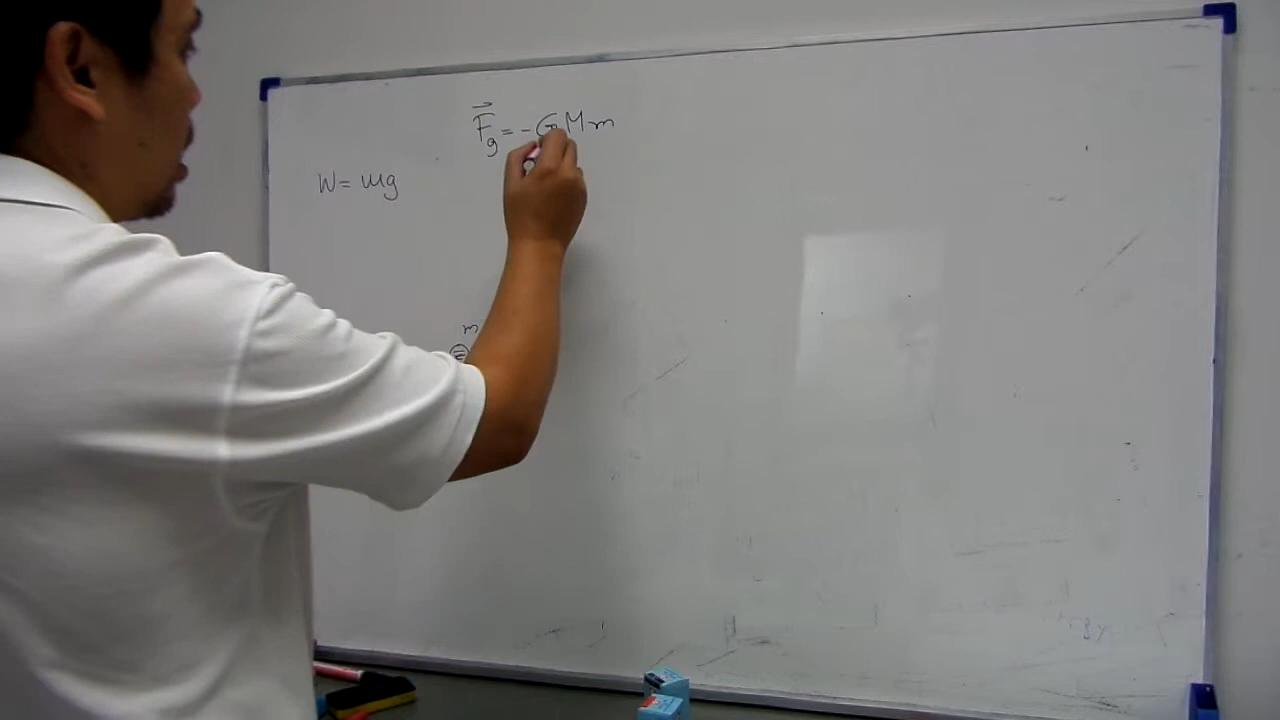 F⃗g = - G M m
W = mg
m